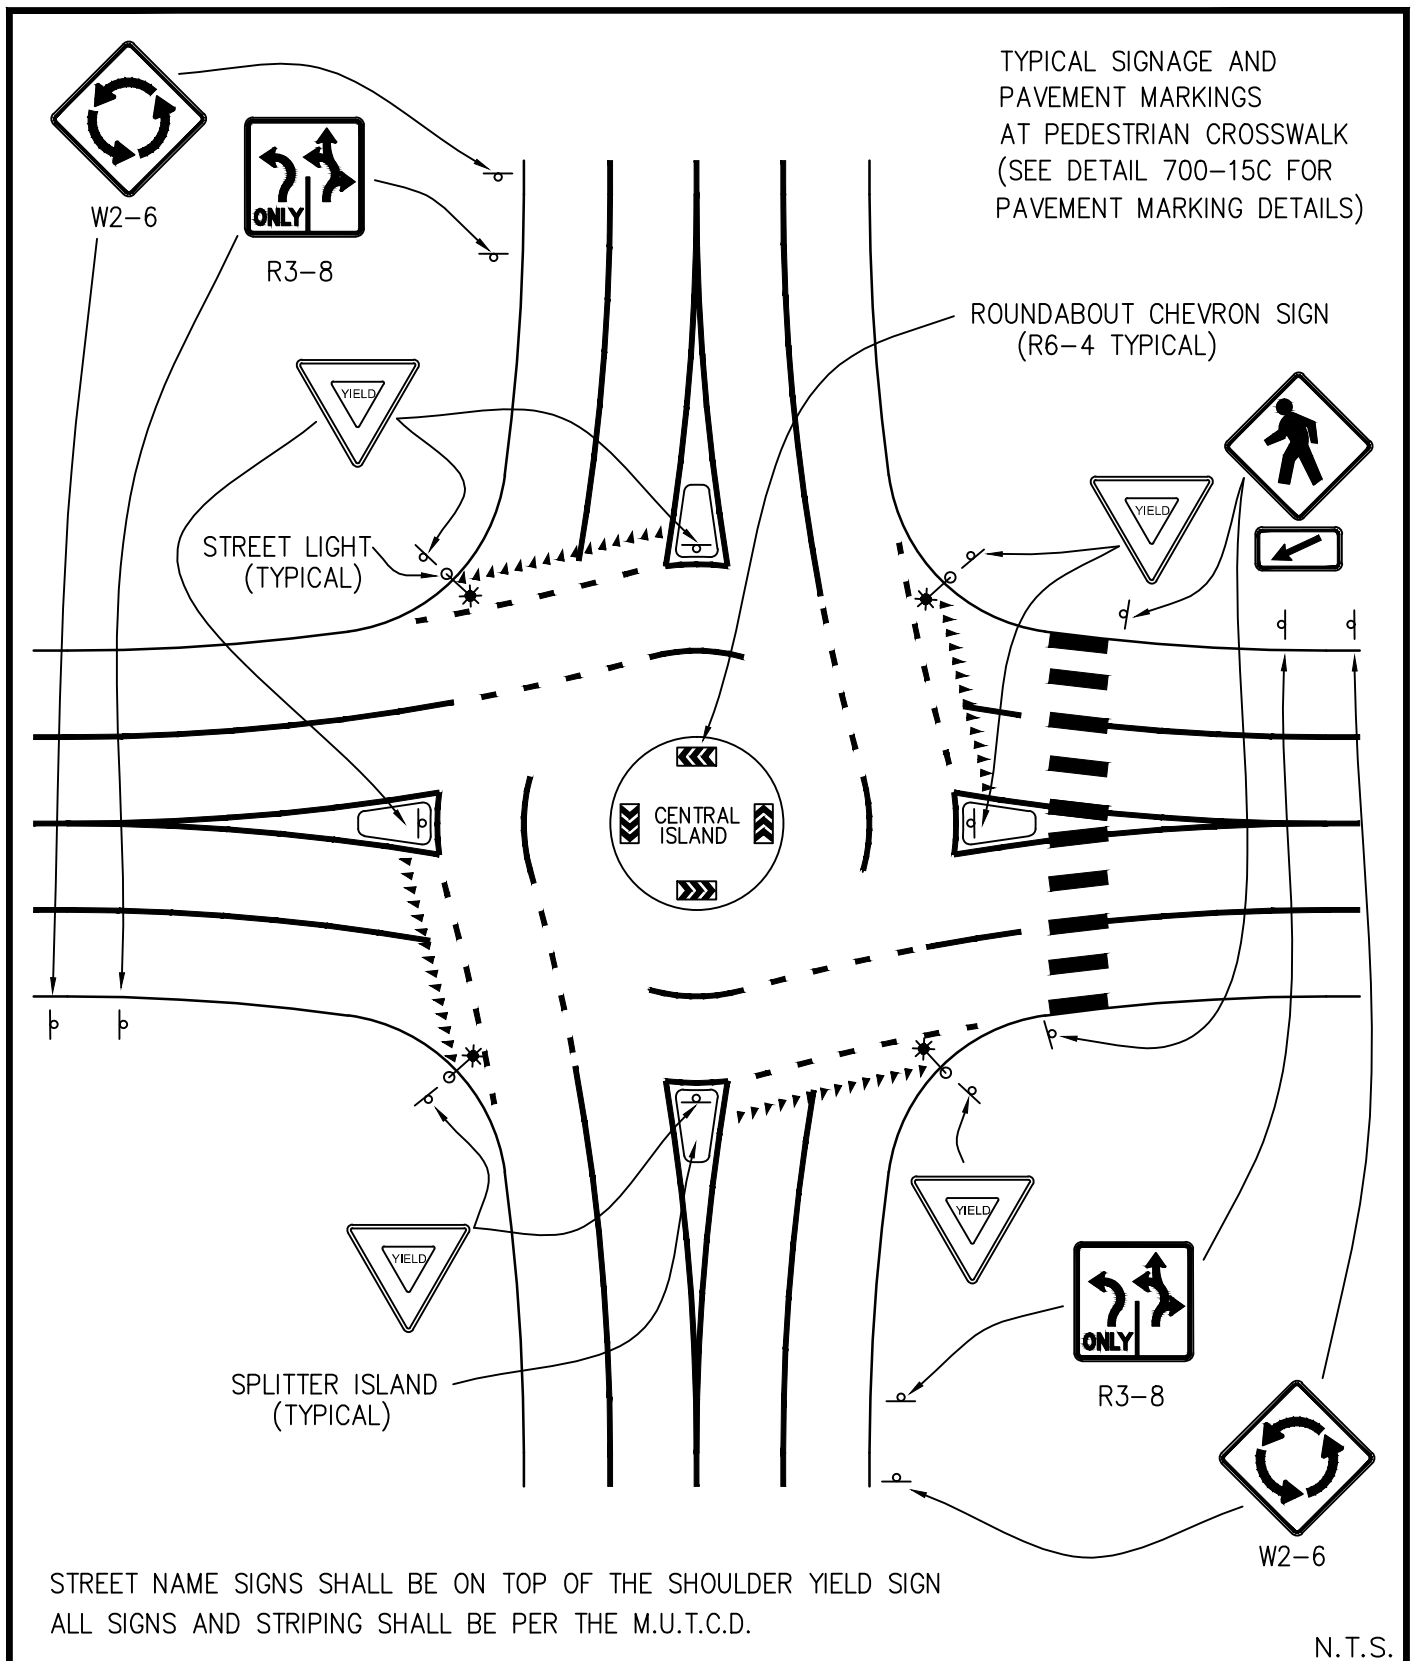 TYPICAL SIGNAGE AND
PAVEMENT MARKINGS
AT PEDESTRIAN CROSSWALK
(SEE DETAIL 700-15C FOR
PAVEMENT MARKING DETAILS)
W2-6
ONLY
R3-8
ROUNDABOUT CHEVRON SIGN
(R6-4 TYPICAL)
YIELD
YIELD
STREET LIGHT
(TYPICAL)
CENTRAL
ISLAND
YIELD
YIELD
ONLY
R3-8
SPLITTER ISLAND
(TYPICAL)
W2-6
STREET NAME SIGNS SHALL BE ON TOP OF THE SHOULDER YIELD SIGN
ALL SIGNS AND STRIPING SHALL BE PER THE M.U.T.C.D.
N.T.S.